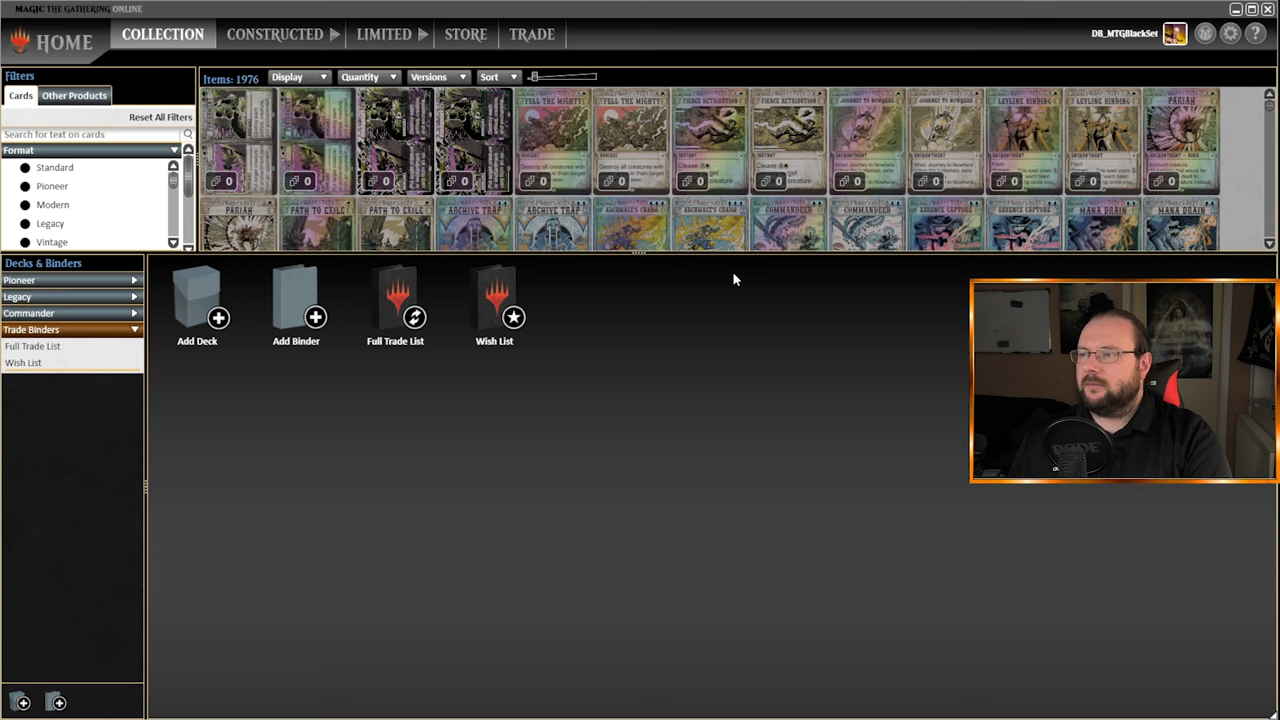 MAGIC: THE GATHERING ONLINE
HOME
COLLECTION
CONSTRUCTED
LIMITED
STORE
TRADE
DB_MTGBlackSet
Filters
Cards
Other Products
Reset All Filters
Search for text on cards
Format
Standard
Pioneer
Modern
Legacy
Vintage
Items: 1976
Display
Quantity
Versions
Sort
FELL THE MIGHTY
FELL THE MIGHTY
FIERCE RETRIBUTION
FIERCE RETRIBUTION
JOURNEY TO NOWHERE
JOURNEY TO NOWHERE
LEYLINE BINDING
LEYLINE BINDING
PARIAH
0
0
0
0
0
0
0
0
0
0
0
0
0
PARIAH
PATH TO EXILE
PATH TO EXILE
ARCHIVE TRAP
ARCHIVE TRAP
ARCHMAGE'S CHARM
ARCHMAGE'S CHARM
COMMANDEER
COMMANDEER
ESSENCE CAPTURE
ESSENCE CAPTURE
MANA DRAIN
MANA DRAIN
Decks & Binders
Pioneer
Legacy
Commander
Trade Binders
Full Trade List
Wish List
Add Deck
Add Binder
Full Trade List
Wish List
RODE